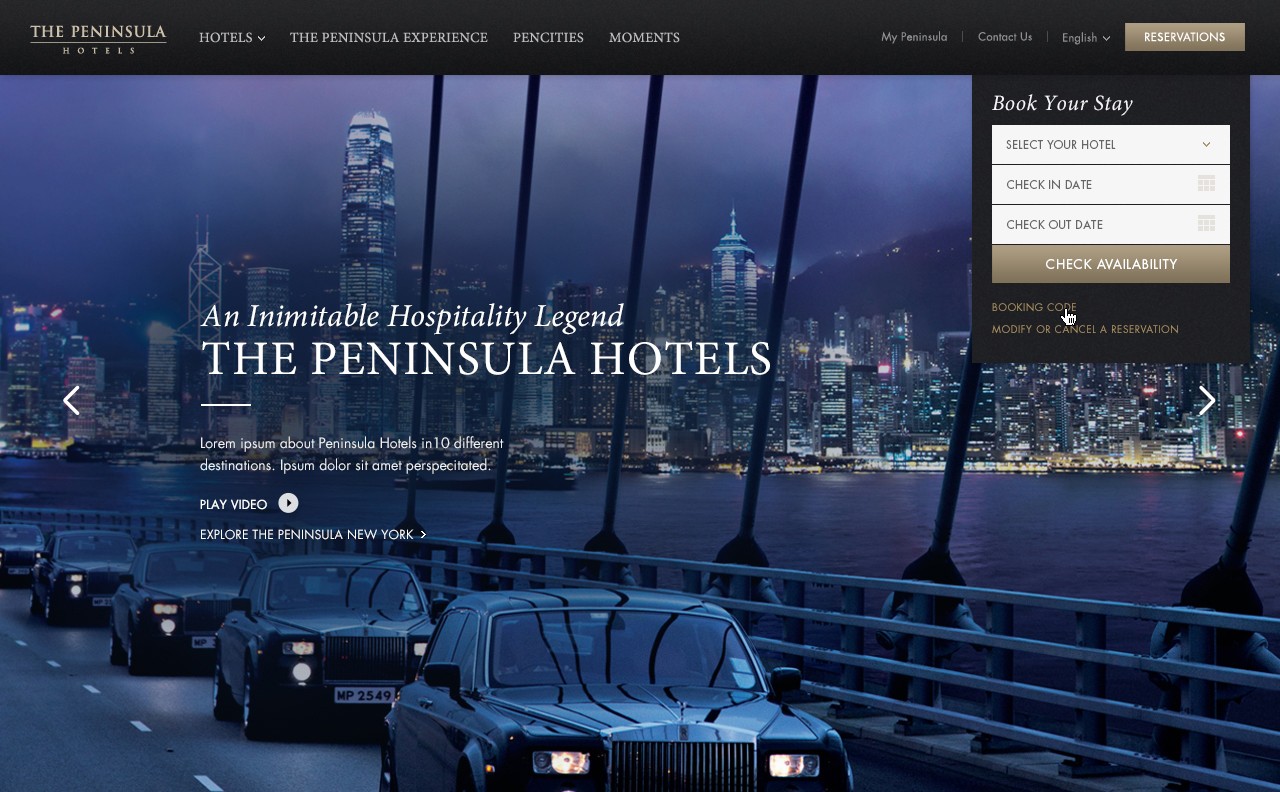 THE PENINSULA
HOTELS
HOTELS
THE PENINSULA EXPERIENCE
PENCITIES
MOMENTS
My Peninsula
Contact Us
English
RESERVATIONS
Book Your Stay
SELECT YOUR HOTEL
CHECK IN DATE
CHECK OUT DATE
CHECK AVAILABILITY
BOOKING CODE
MODIFY OR CANCEL A RESERVATION
An Inimitable Hospitality Legend
THE PENINSULA HOTELS
Lorem ipsum about Peninsula Hotels in10 different
destinations. Ipsum dolor sit amet perspecitated.
PLAY VIDEO
EXPLORE THE PENINSULA NEW YORK >
MP 2549